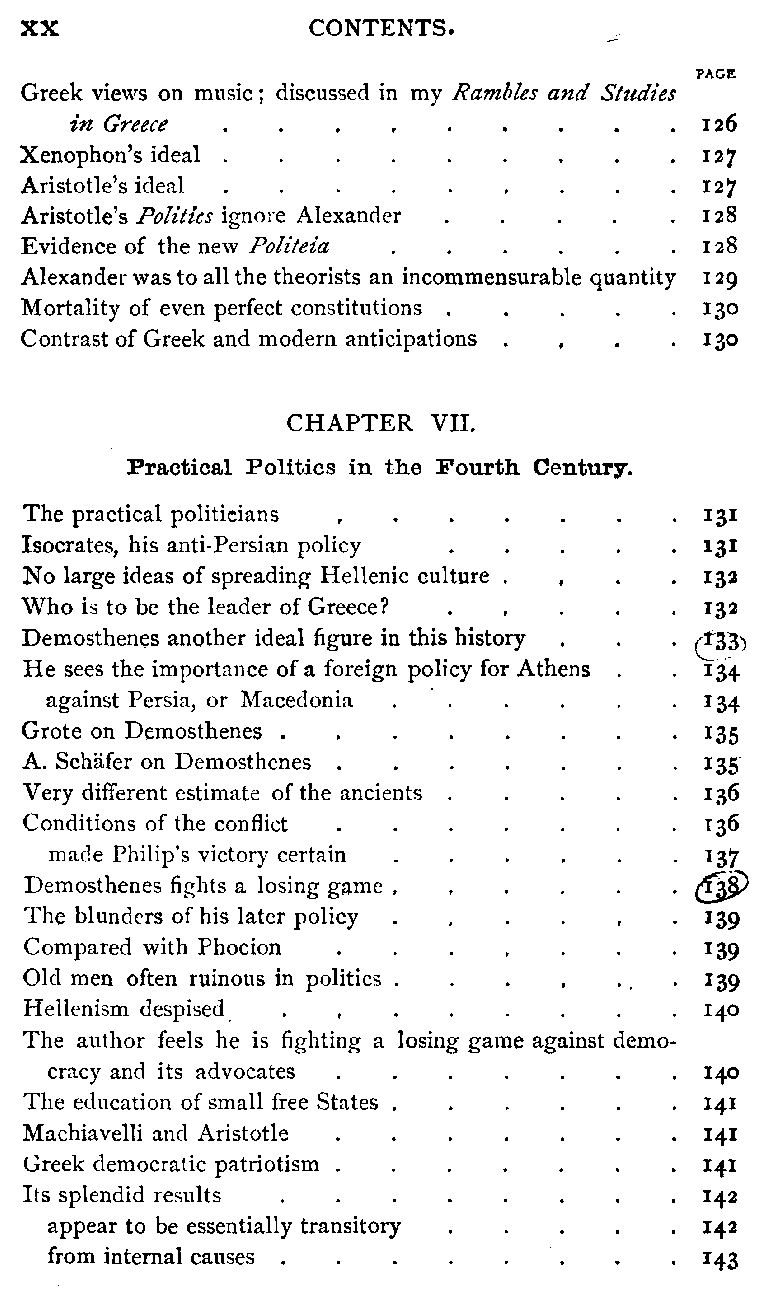 XX CONTENTS.
PAGE
Greek views on music; discussed in my Rambles and Studies
in Greece . . . . . . . . . 126
Xenophon's ideal . . . . . . . . . 127
Aristotle's ideal . . . . . . . . . 127
Aristotle's Politics ignore Alexander . . . . . 128
Evidence of the new Politeia . . . . . . 128
Alexander was to all the theorists an incommensurable quantity 129
Mortality of even perfect constitutions . . . . . 130
Contrast of Greek and modern anticipations . . . . 130
CHAPTER VII.
Practical Politics in the Fourth Century.
The practical politicians . . . . . . . 131
Isocrates, his anti-Persian policy . . . . . 131
No large ideas of spreading Hellenic culture . . . . 132
Who is to be the leader of Greece? . . . . . 132
Demosthenes another ideal figure in this history . . . 133
He sees the importance of a foreign policy for Athens . . 134
against Persia, or Macedonia . . . . . . 134
Grote on Demosthenes . . . . . . . . 135
A. Schäfer on Demosthenes . . . . . . . 135
Very different estimate of the ancients . . . . . 136
Conditions of the conflict . . . . . . . 136
made Philip's victory certain . . . . . . 137
Demosthenes fights a losing game . . . . . . 138
The blunders of his later policy . . . . . . 139
Compared with Phocion . . . . . . . 139
Old men often ruinous in politics . . . . . . 139
Hellenism despised . . . . . . . . 140
The author feels he is fighting a losing game against demo-
cracy and its advocates . . . . . . . 140
The education of small free States . . . . . . 141
Machiavelli and Aristotle . . . . . . . 141
Greek democratic patriotism . . . . . . . 141
Its splendid results . . . . . . . . 142
appear to be essentially transitory . . . . . 142
from internal causes . . . . . . . . 143